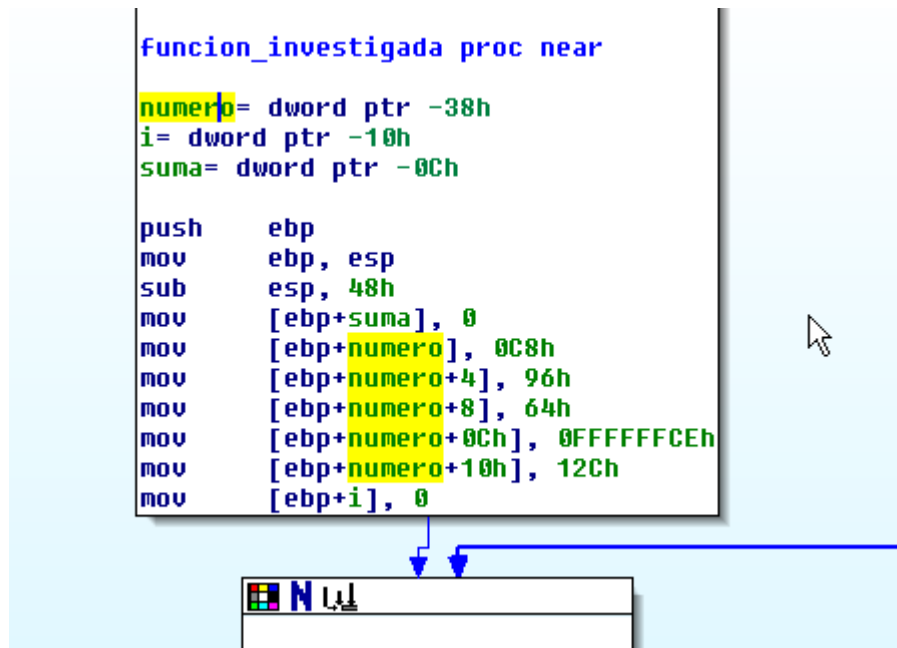 funcion_investigada proc near
numero= dword ptr -38h
i= dword ptr -10h
suma= dword ptr -0Ch
push ebp
mov ebp, esp
sub esp, 48h
mov [ebp+suma], 0
mov [ebp+numero], 0C8h
mov [ebp+numero+4], 96h
mov [ebp+numero+8], 64h
mov [ebp+numero+0Ch], 0FFFFFFCEh
mov [ebp+numero+10h], 12Ch
mov [ebp+i], 0
N